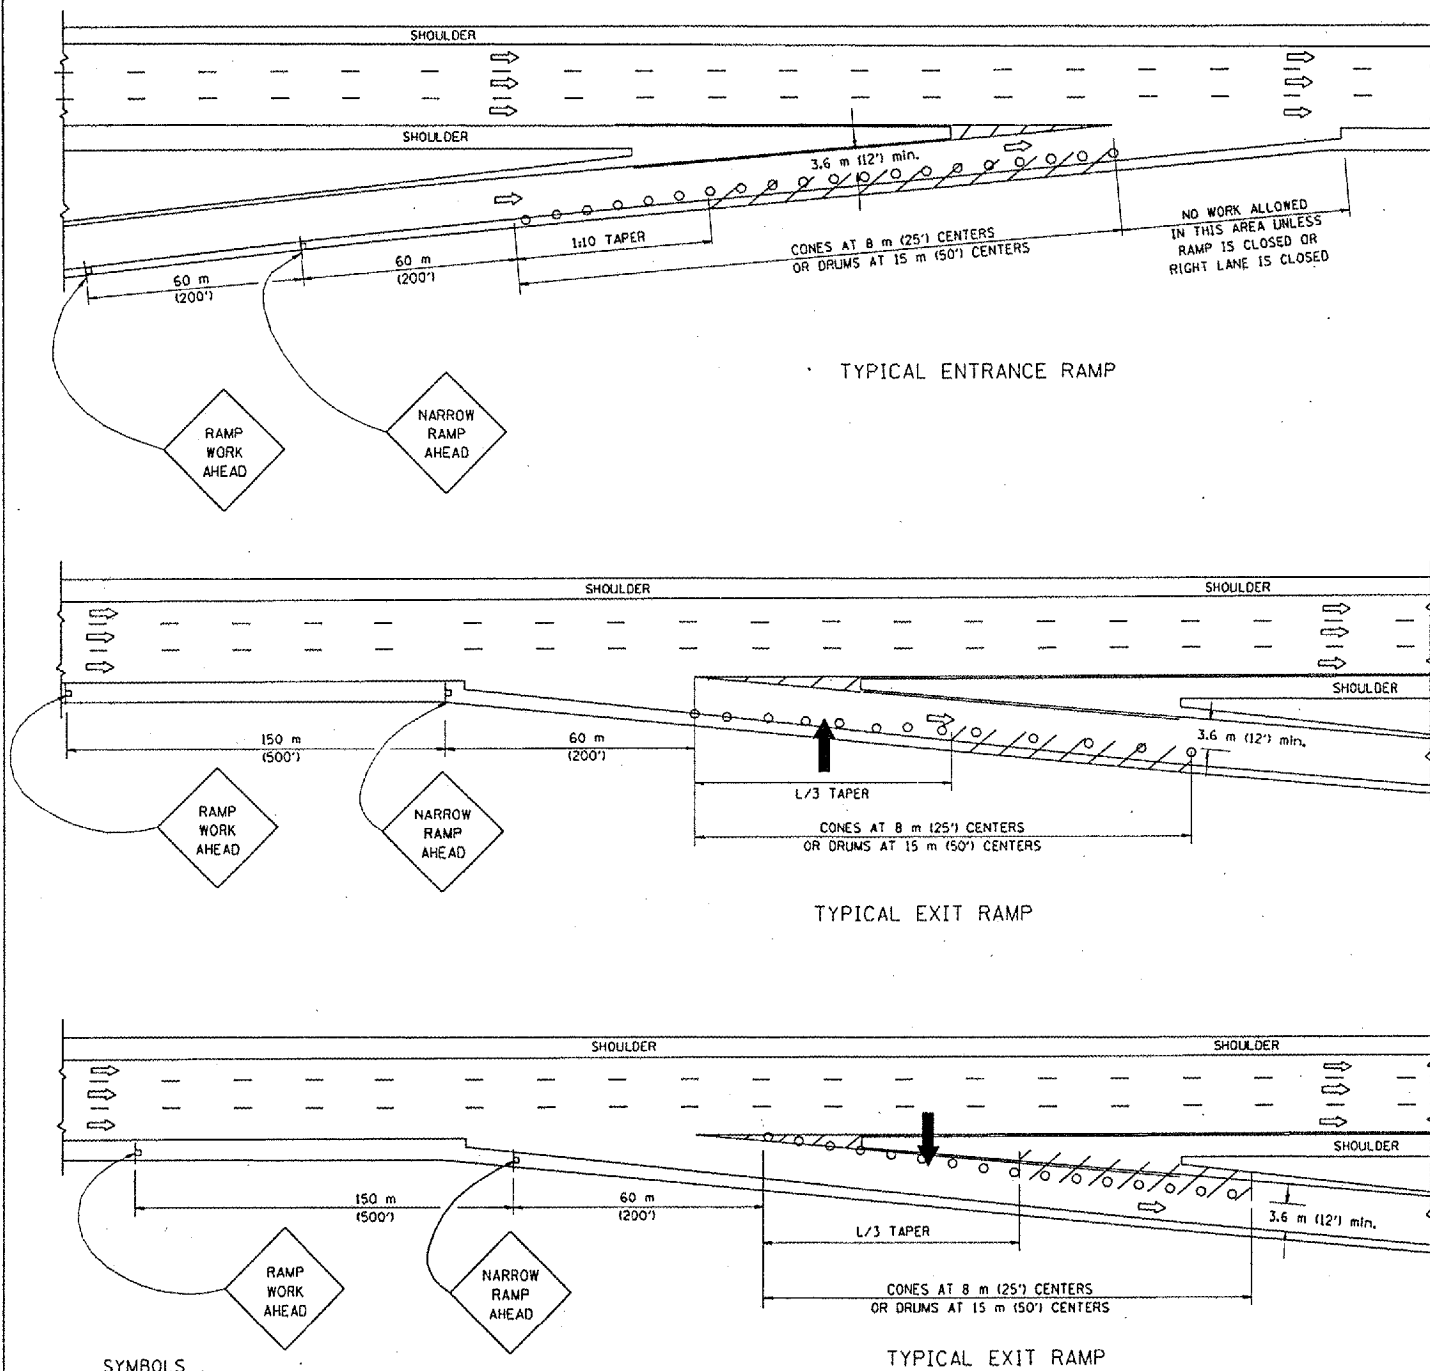 SHOULDER
SHOULDER
3.6 m (12') min.
1:10 TAPER
60 m
(200')
60 m
(200')
CONES AT 8 m (25') CENTERS
OR DRUMS AT 15 m (50') CENTERS
NO WORK ALLOWED
IN THIS AREA UNLESS
RAMP IS CLOSED OR
RIGHT LANE IS CLOSED
TYPICAL ENTRANCE RAMP
RAMP
WORK
AHEAD
NARROW
RAMP
AHEAD
SHOULDER
SHOULDER
SHOULDER
150 m
(500')
60 m
(200')
3.6 m (12') min.
L/3 TAPER
RAMP
WORK
AHEAD
NARROW
RAMP
AHEAD
CONES AT 8 m (25') CENTERS
OR DRUMS AT 15 m (50') CENTERS
TYPICAL EXIT RAMP
SHOULDER
SHOULDER
SHOULDER
150 m
(500')
60 m
(200')
3.6 m (12') min.
L/3 TAPER
RAMP
WORK
AHEAD
NARROW
RAMP
AHEAD
CONES AT 8 m (25') CENTERS
OR DRUMS AT 15 m (50') CENTERS
TYPICAL EXIT RAMP
SYMBOLS